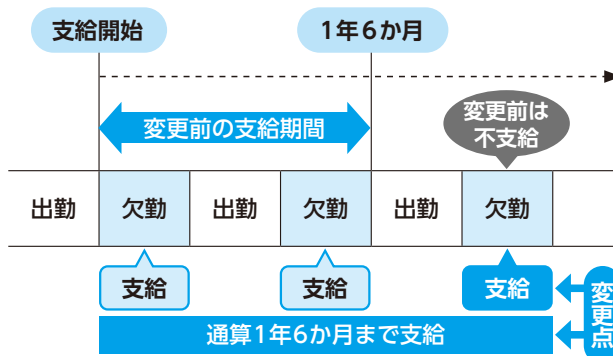 支給開始
1年6か月
変更前の支給期間
変更前は
不支給
出勤
欠勤
出勤
欠勤
出勤
欠勤
支給
支給
支給
通算1年6か月まで支給
変更点